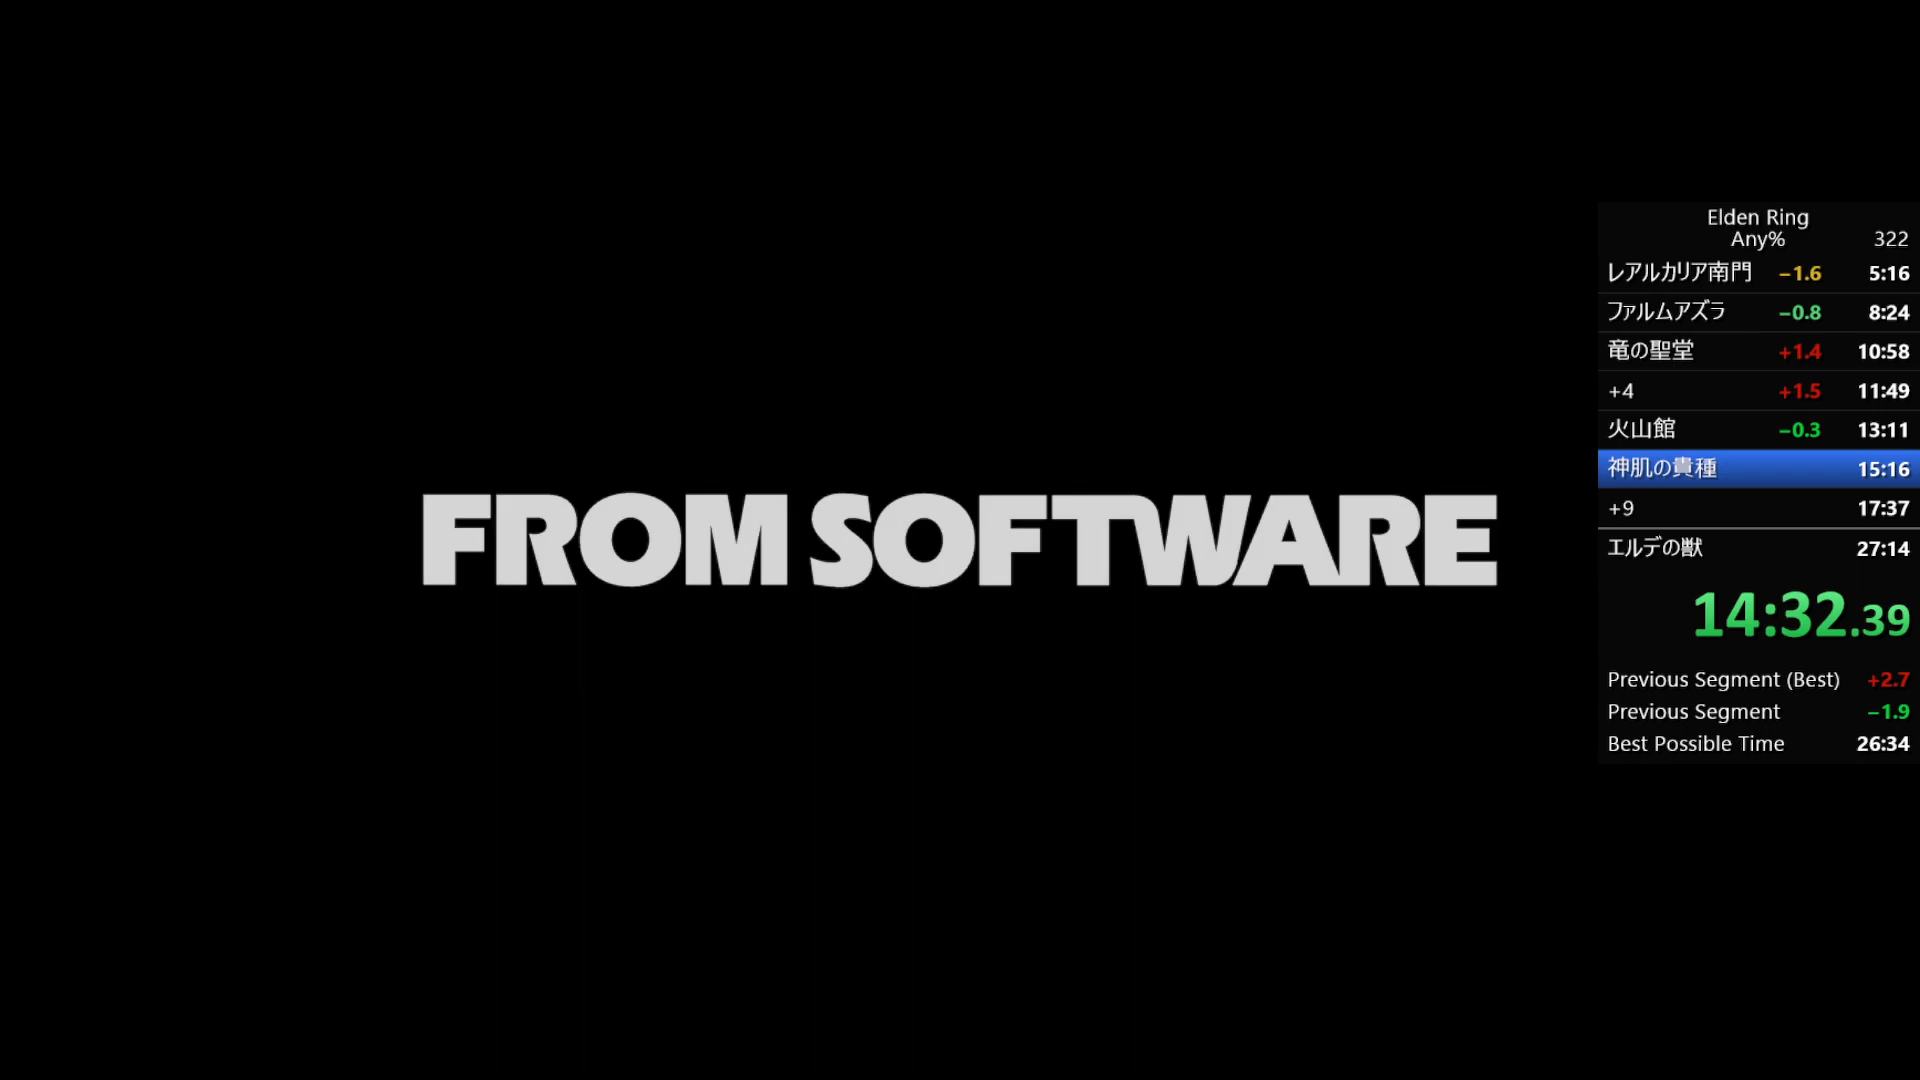 FROM SOFTWARE
Elden Ring
Any% 322
レアルカリア南門 −1.6 5:16
ファルムアズラ −0.8 8:24
竜の聖堂 +1.4 10:58
+4 +1.5 11:49
火山館 −0.3 13:11
神肌の貴種 15:16
+9 17:37
エルデの獣 27:14
14:32.39
Previous Segment (Best) +2.7
Previous Segment −1.9
Best Possible Time 26:34